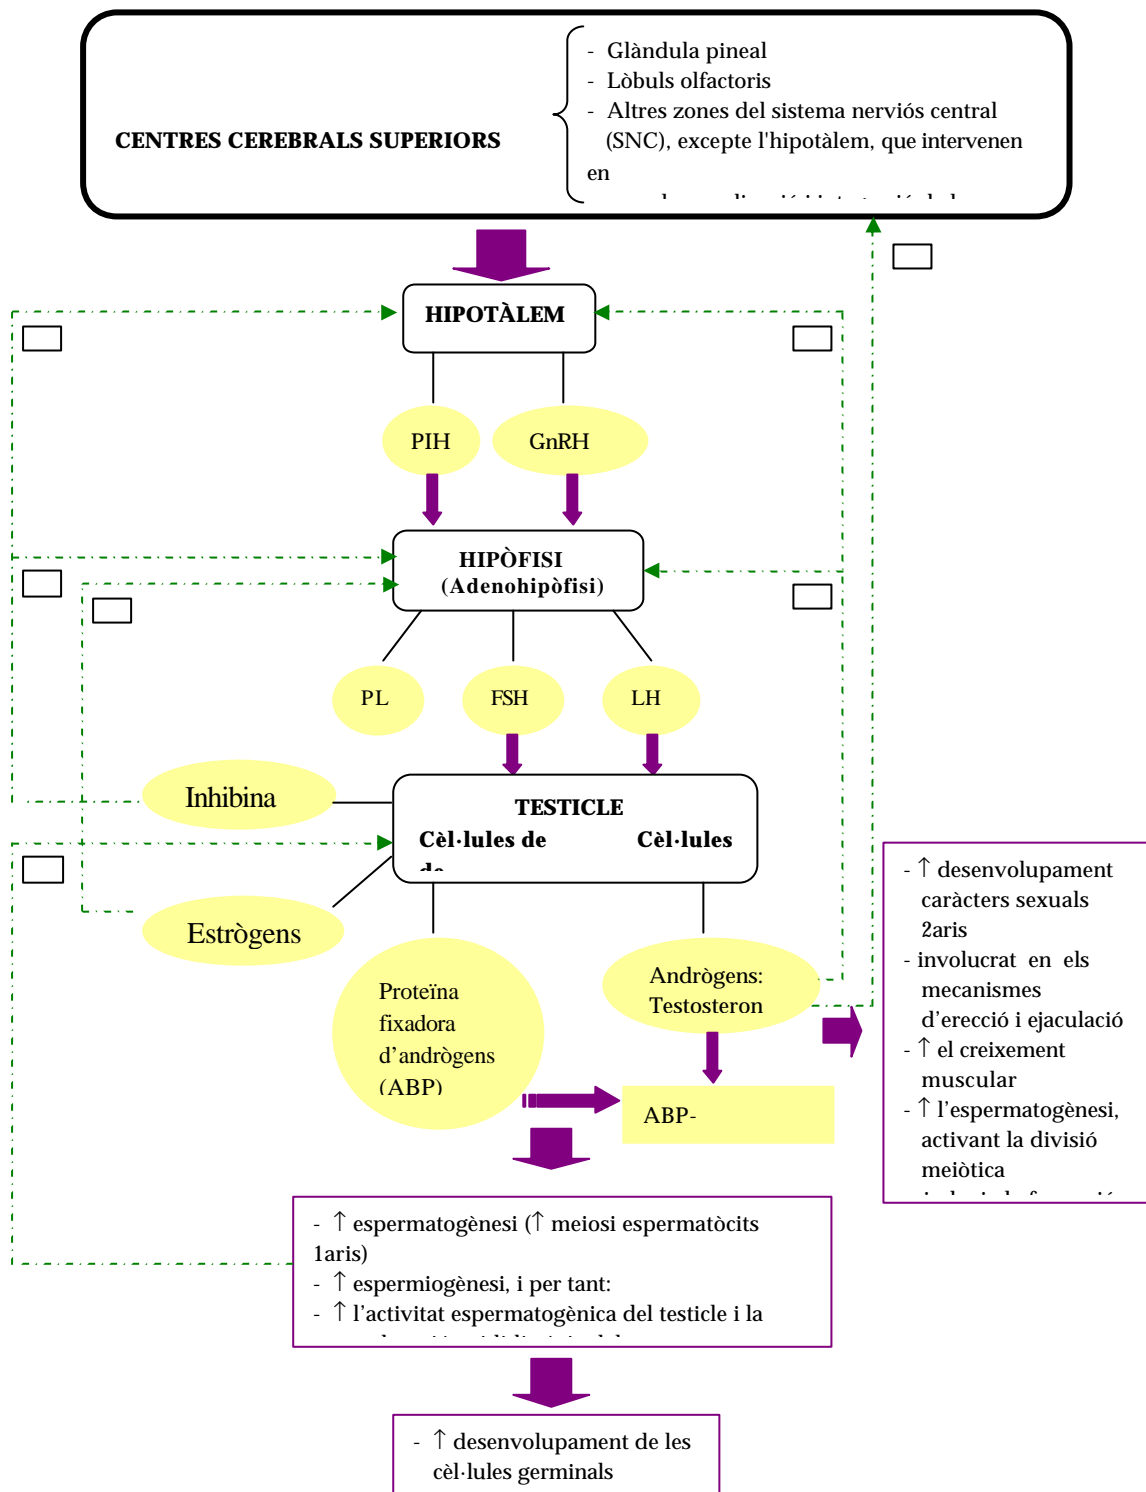 - Glàndula pineal
- Lòbuls olfactoris
- Altres zones del sistema nerviós central
(SNC), excepte l'hipotàlem, que intervenen
en
CENTRES CEREBRALS SUPERIORS
HIPOTÀLEM
PIH
GnRH
HIPÒFISI
(Adenohipòfisi)
PL
FSH
LH
Inhibina
TESTICLE
Cèl·lules de
Cèl·lules
de
Estrògens
Proteïna
fixadora
d'andrògens
(ABP)
Andrògens:
Testosteron
ABP-
- ↑ desenvolupament
caràcters sexuals
2aris
- involucrat en els
mecanismes
d'erecció i ejaculació
- ↑ el creixement
muscular
- ↑ l'espermatogènesi,
activant la divisió
meiòtica
- ↑ espermatogènesi (↑ meiosi espermatòcits
1aris)
- ↑ espermiogènesi, i per tant:
- ↑ l'activitat espermatogènica del testicle i la
- ↑ desenvolupament de les
cèl·lules germinals